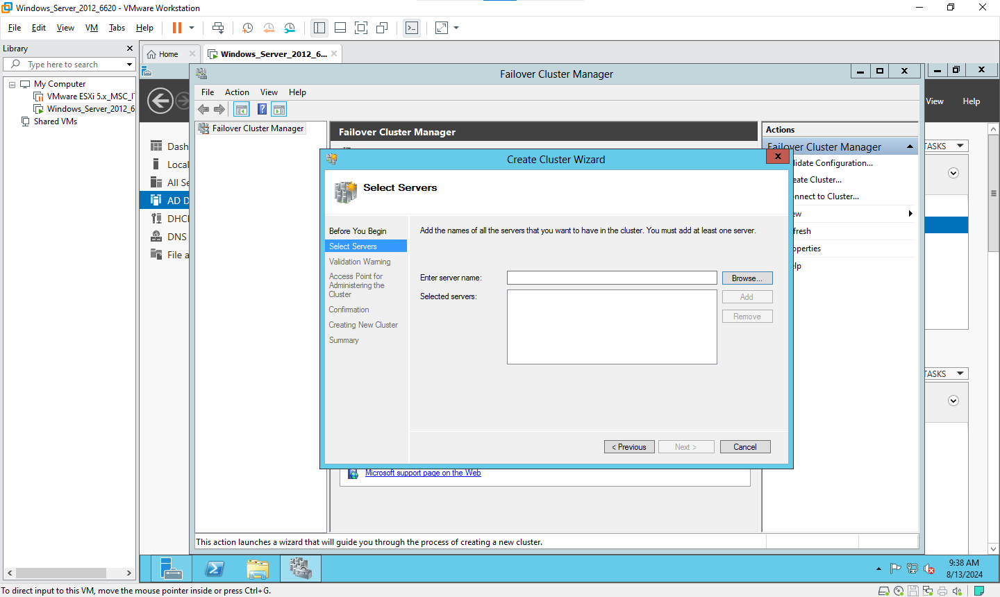 Windows_Server_2012_6620 - VMware Workstation
File Edit View VM Tabs Help
Library
Type here to search
My Computer
VMware ESXi 5.x_MSC_I
Windows_Server_2012_6
Shared VMs
Home
Windows_Server_2012_6...
Failover Cluster Manager
File Action View Help
Failover Cluster Manager
Failover Cluster Manager
Actions
Failover Cluster Manager
lidate Configuration...
eate Cluster...
nnect to Cluster...
ew
fresh
operties
elp
View Help
TASKS
TASKS
Dash
Local
All Se
AD D
DHC
DNS
File a
Create Cluster Wizard
Select Servers
Before You Begin
Select Servers
Validation Warning
Access Point for
Administering the
Cluster
Confirmation
Creating New Cluster
Summary
Add the names of all the servers that you want to have in the cluster. You must add at least one server.
Enter server name:
Browse...
Selected servers:
Add
Remove
< Previous Next > Cancel
Microsoft support page on the Web
This action launches a wizard that will guide you through the process of creating a new cluster.
9:38 AM
8/13/2024
To direct input to this VM, move the mouse pointer inside or press Ctrl+G.